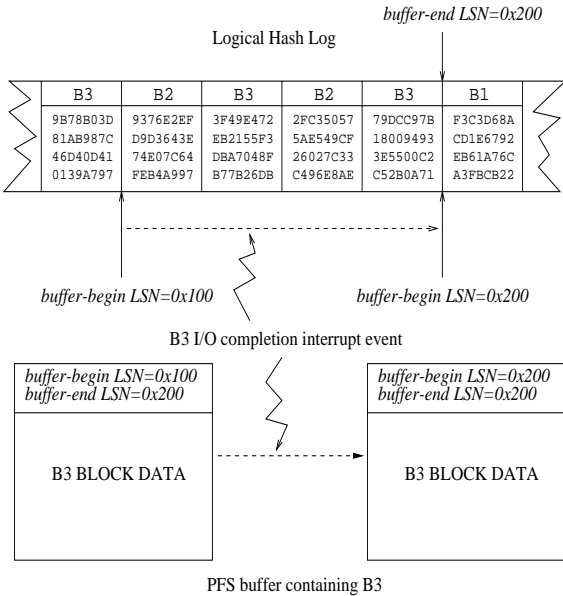 buffer-end LSN=0x200
Logical Hash Log
B3 B2 B3 B2 B3 B1
9B78B03D 9376E2EF 3F49E472 2FC35057 79DCC97B F3C3D68A
81AB987C D9D3643E EB2155F3 5AE549CF 18009493 CD1E6792
46D40D41 74E07C64 DBA7048F 26027C33 3E5500C2 EB61A76C
0139A797 FEB4A997 B77B26DB C496E8AE C52B0A71 A3FBCB22
buffer-begin LSN=0x100 buffer-begin LSN=0x200
B3 I/O completion interrupt event
buffer-begin LSN=0x100 buffer-begin LSN=0x200
buffer-end LSN=0x200 buffer-end LSN=0x200
B3 BLOCK DATA B3 BLOCK DATA
PFS buffer containing B3